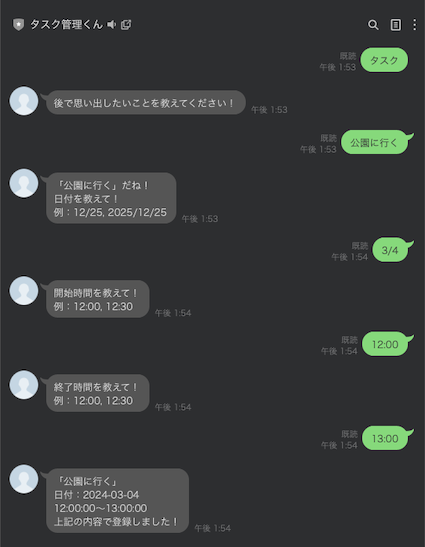 タスク管理くん
タスク
既読
午後 1:53
後で思い出したいことを教えてください！
午後 1:53
公園に行く
既読
午後 1:53
「公園に行く」だね！
日付を教えて！
例：12/25, 2025/12/25
午後 1:53
3/4
既読
午後 1:54
開始時間を教えて！
例：12:00, 12:30
午後 1:54
12:00
既読
午後 1:54
終了時間を教えて！
例：12:00, 12:30
午後 1:54
13:00
既読
午後 1:54
「公園に行く」
日付：2024-03-04
12:00:00〜13:00:00
上記の内容で登録しました！
午後 1:54